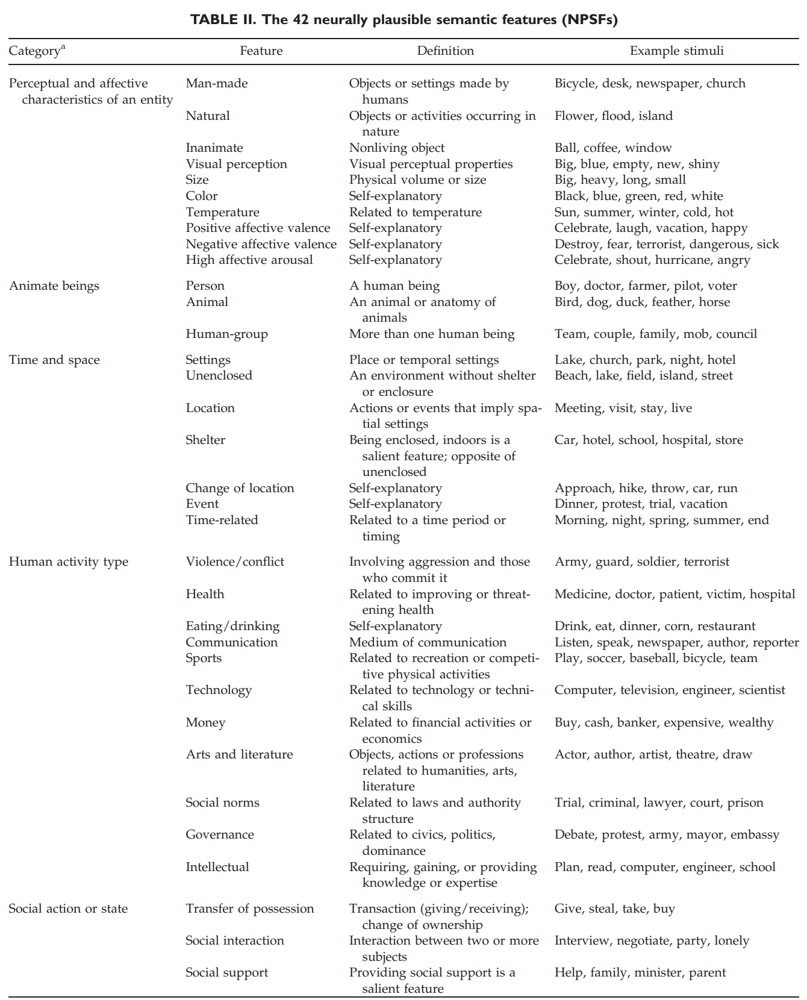 TABLE II. The 42 neurally plausible semantic features (NPSFs)
Categoryᵃ Feature Definition Example stimuli
Perceptual and affective Man-made Objects or settings made by Bicycle, desk, newspaper, church
characteristics of an entity humans
Natural Objects or activities occurring in Flower, flood, island
nature
Inanimate Nonliving object Ball, coffee, window
Visual perception Visual perceptual properties Big, blue, empty, new, shiny
Size Physical volume or size Big, heavy, long, small
Color Self-explanatory Black, blue, green, red, white
Temperature Related to temperature Sun, summer, winter, cold, hot
Positive affective valence Self-explanatory Celebrate, laugh, vacation, happy
Negative affective valence Self-explanatory Destroy, fear, terrorist, dangerous, sick
High affective arousal Self-explanatory Celebrate, shout, hurricane, angry
Animate beings Person A human being Boy, doctor, farmer, pilot, voter
Animal An animal or anatomy of Bird, dog, duck, feather, horse
animals
Human-group More than one human being Team, couple, family, mob, council
Time and space Settings Place or temporal settings Lake, church, park, night, hotel
Unenclosed An environment without shelter Beach, lake, field, island, street
or enclosure
Location Actions or events that imply spa- Meeting, visit, stay, live
tial settings
Shelter Being enclosed, indoors is a Car, hotel, school, hospital, store
salient feature; opposite of
unenclosed
Change of location Self-explanatory Approach, hike, throw, car, run
Event Self-explanatory Dinner, protest, trial, vacation
Time-related Related to a time period or Morning, night, spring, summer, end
timing
Human activity type Violence/conflict Involving aggression and those Army, guard, soldier, terrorist
who commit it
Health Related to improving or threat- Medicine, doctor, patient, victim, hospital
ening health
Eating/drinking Self-explanatory Drink, eat, dinner, corn, restaurant
Communication Medium of communication Listen, speak, newspaper, author, reporter
Sports Related to recreation or competi- Play, soccer, baseball, bicycle, team
tive physical activities
Technology Related to technology or techni- Computer, television, engineer, scientist
cal skills
Money Related to financial activities or Buy, cash, banker, expensive, wealthy
economics
Arts and literature Objects, actions or professions Actor, author, artist, theatre, draw
related to humanities, arts,
literature
Social norms Related to laws and authority Trial, criminal, lawyer, court, prison
structure
Governance Related to civics, politics, Debate, protest, army, mayor, embassy
dominance
Intellectual Requiring, gaining, or providing Plan, read, computer, engineer, school
knowledge or expertise
Social action or state Transfer of possession Transaction (giving/receiving); Give, steal, take, buy
change of ownership
Social interaction Interaction between two or more Interview, negotiate, party, lonely
subjects
Social support Providing social support is a Help, family, minister, parent
salient feature